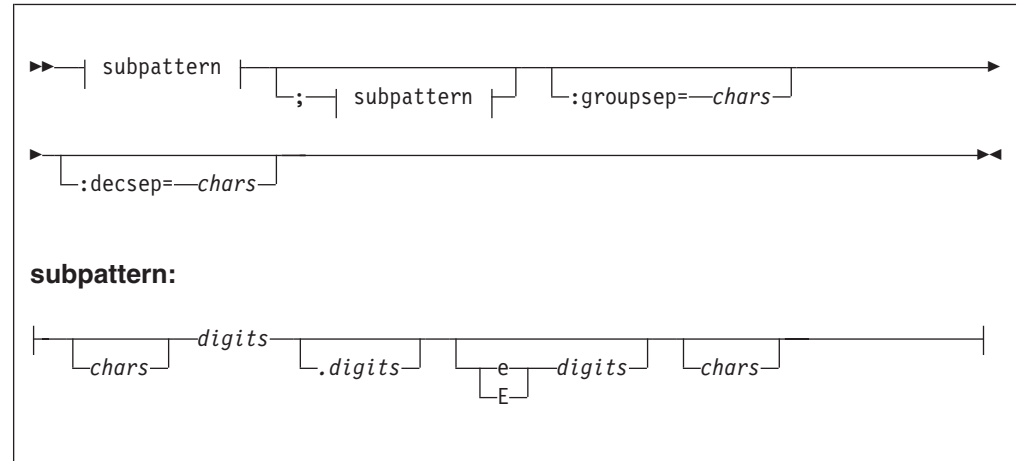 subpattern
; subpattern :groupsep= chars
:decsep= chars
subpattern:
digits
chars .digits e digits chars
E